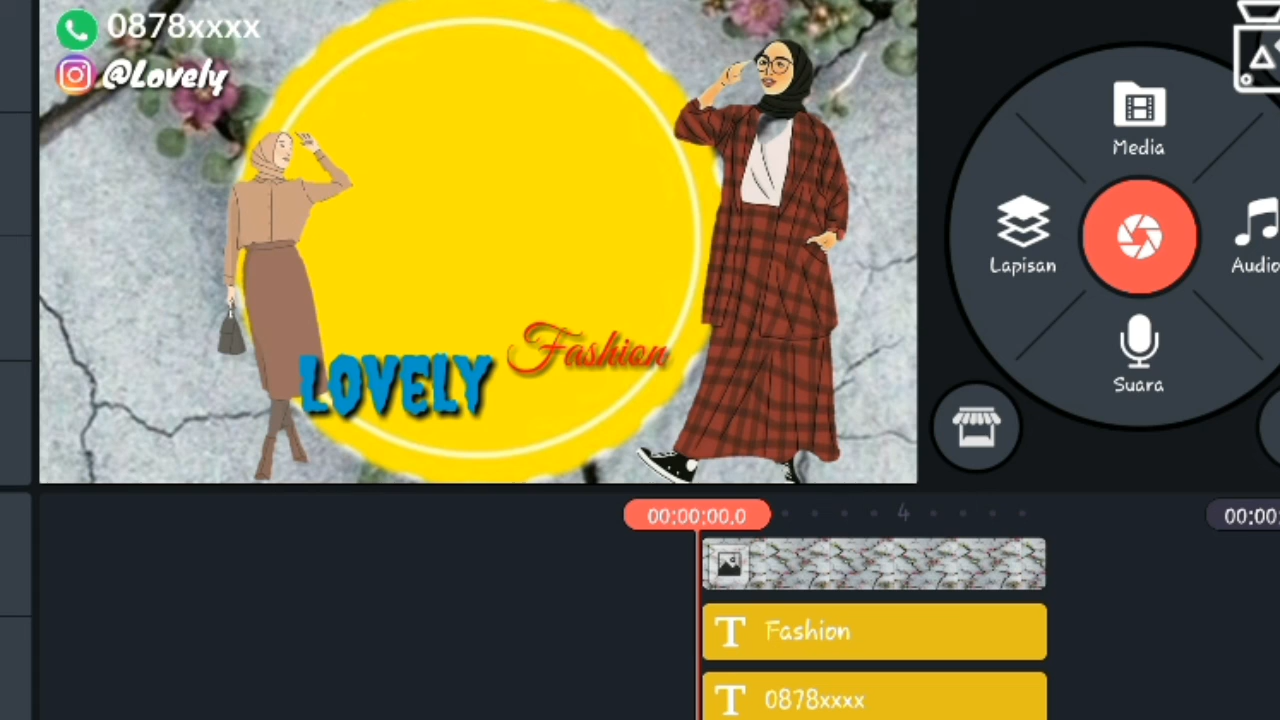 0878xxxx
@Lovely
LOVELY
Fashion
Media
Lapisan
Audio
Suara
00:00:00.0
4
00:00:
Fashion
0878xxxx